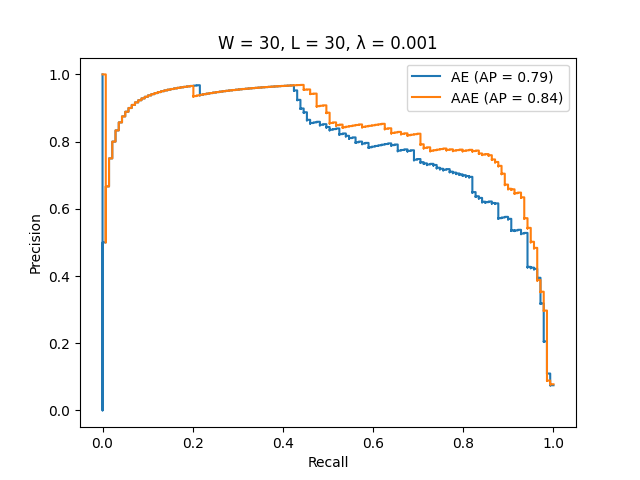 W = 30, L = 30, λ = 0.001
AE (AP = 0.79)
AAE (AP = 0.84)
Precision
1.0
0.8
0.6
0.4
0.2
0.0
0.0 0.2 0.4 0.6 0.8 1.0
Recall